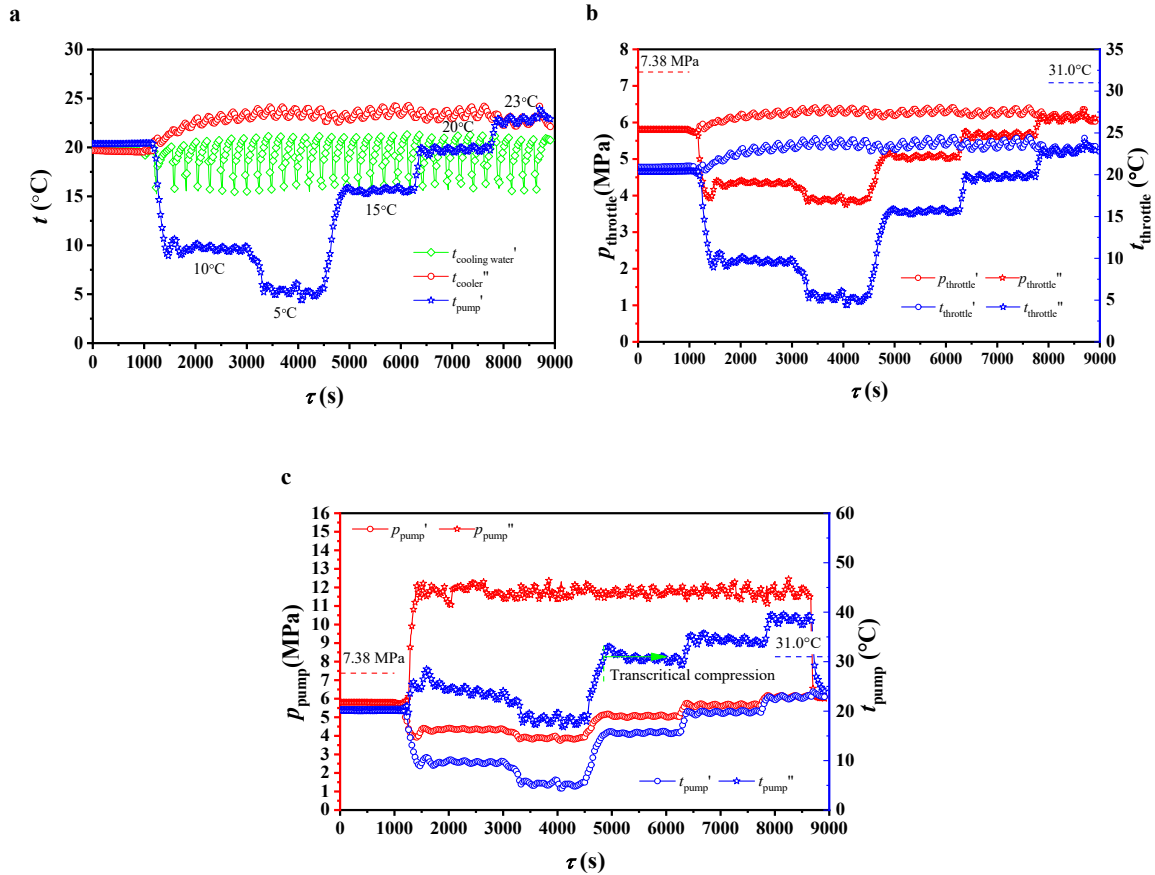 a
30
25
20
15
10
5
0
t (°C)
23°C
20°C
15°C
10°C
5°C
tcooling water'
tcooler"
tpump'
0 1000 2000 3000 4000 5000 6000 7000 8000 9000
τ (s)
b
8
7
6
5
4
3
2
1
0
pthrottle(MPa)
7.38 MPa
31.0°C
pthrottle' pthrottle"
tthrottle' tthrottle"
35
30
25
20
15
10
5
0
tthrottle (°C)
0 1000 2000 3000 4000 5000 6000 7000 8000 9000
τ (s)
c
16
15
14
13
12
11
10
9
8
7
6
5
4
3
2
1
0
ppump(MPa)
ppump' ppump"
7.38 MPa
31.0°C
Transcritical compression
tpump' tpump"
60
50
40
30
20
10
0
tpump (°C)
0 1000 2000 3000 4000 5000 6000 7000 8000 9000
τ (s)